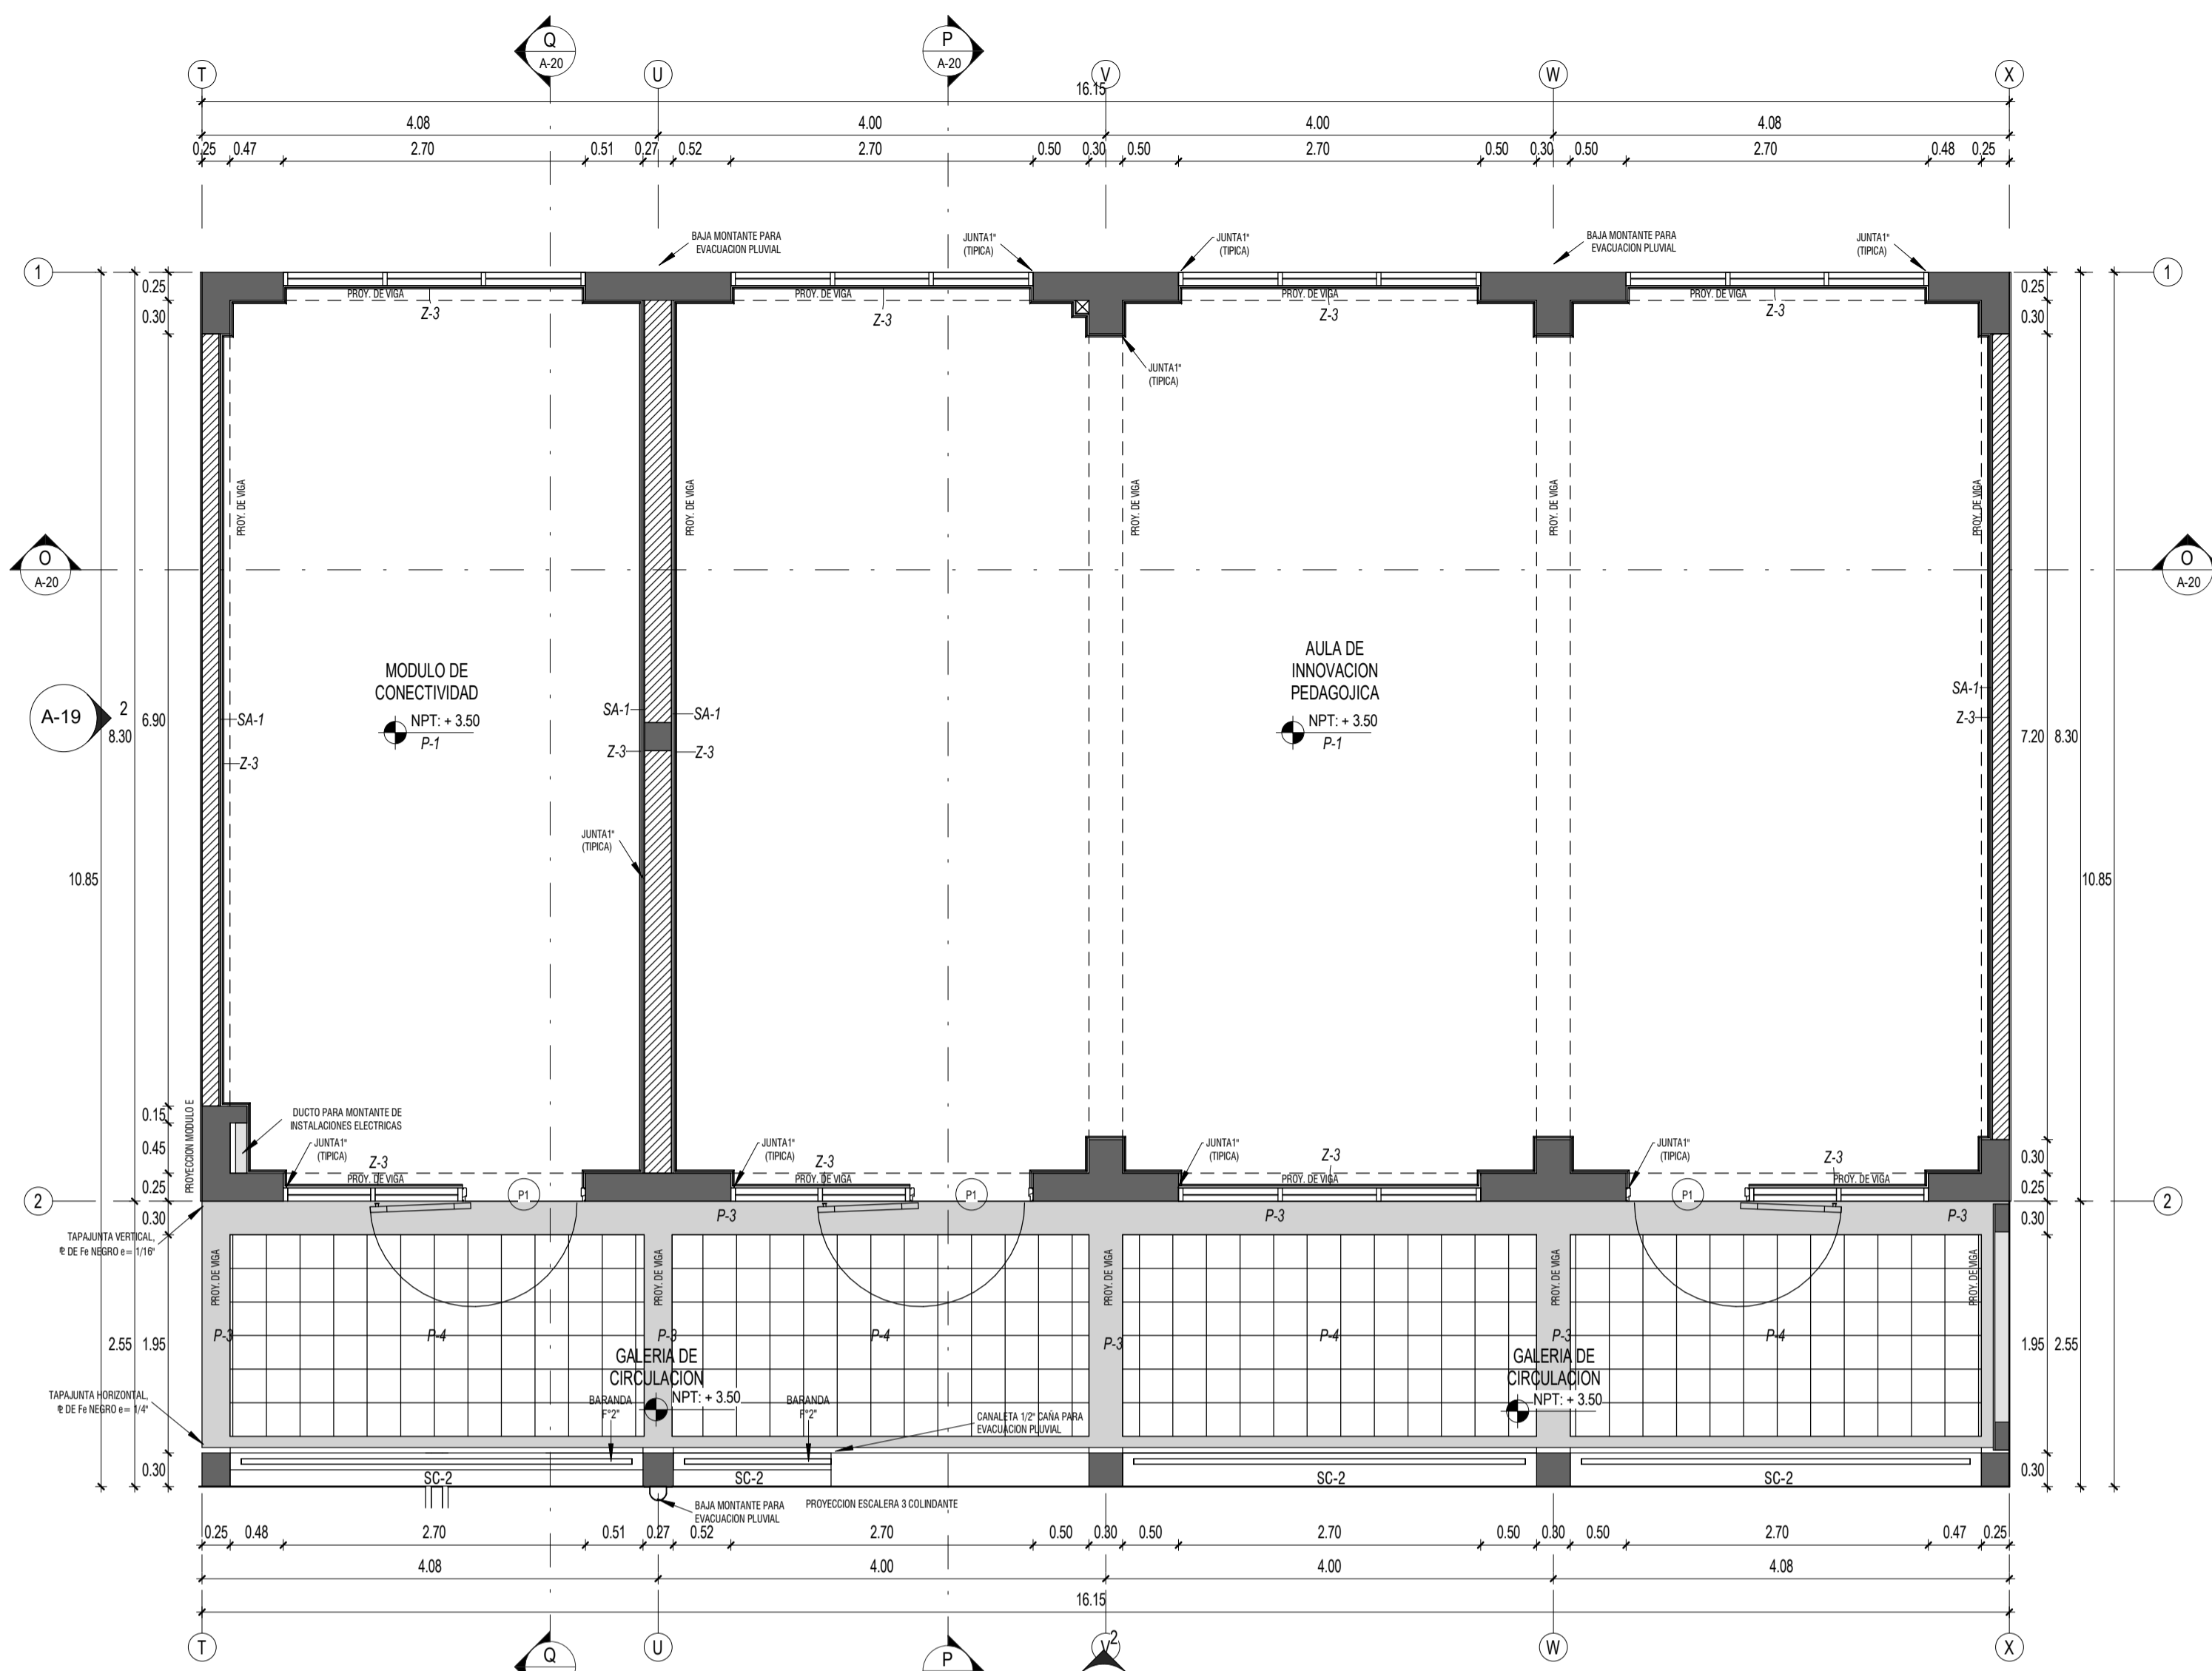 Q
A-20
P
A-20
T
U
V
W
X
16.15
4.08
4.00
4.00
4.08
0.25 0.47 2.70 0.51 0.27 0.52 2.70 0.50 0.30 0.50 2.70 0.50 0.30 0.50 2.70 0.48 0.25
BAJA MONTANTE PARA
EVACUACION PLUVIAL
JUNTA1"
(TIPICA)
JUNTA1"
(TIPICA)
BAJA MONTANTE PARA
EVACUACION PLUVIAL
JUNTA1"
(TIPICA)
1
1
0.25
0.30
0.25
0.30
PROY. DE VIGA
Z-3
PROY. DE VIGA
Z-3
PROY. DE VIGA
Z-3
PROY. DE VIGA
Z-3
JUNTA1"
(TIPICA)
PROY. DE VIGA
PROY. DE VIGA
PROY. DE VIGA
PROY. DE VIGA
PROY. DE VIGA
O
A-20
O
A-20
MODULO DE
CONECTIVIDAD
NPT: + 3.50
P-1
AULA DE
INNOVACION
PEDAGOJICA
NPT: + 3.50
P-1
A-19
2
8.30
6.90
SA-1
Z-3
SA-1
SA-1
Z-3
Z-3
SA-1
Z-3
7.20
8.30
JUNTA1"
(TIPICA)
10.85
10.85
0.15
0.45
0.25
0.30
PROYECCION MODULO E
DUCTO PARA MONTANTE DE
INSTALACIONES ELECTRICAS
JUNTA1"
(TIPICA)
Z-3
PROY. DE VIGA
P1
JUNTA1"
(TIPICA)
Z-3
PROY. DE VIGA
P1
JUNTA1"
(TIPICA)
Z-3
PROY. DE VIGA
JUNTA1"
(TIPICA)
P1
Z-3
PROY. DE VIGA
0.30
0.25
0.30
2
2
P-3
P-3
P-3
TAPAJUNTA VERTICAL,
DE Fe NEGRO e= 1/16"
PROY. DE VIGA
PROY. DE VIGA
PROY. DE VIGA
PROY. DE VIGA
PROY. DE VIGA
2.55
1.95
P-3
P-4
P-3
P-4
P-3
P-4
P-3
P-4
1.95
2.55
GALERIA DE
CIRCULACION
NPT: + 3.50
GALERIA DE
CIRCULACION
NPT: + 3.50
TAPAJUNTA HORIZONTAL,
DE Fe NEGRO e= 1/4"
BARANDA
F°2"
BARANDA
F°2"
CANALETA 1/2" CAÑA PARA
EVACUACION PLUVIAL
0.30
SC-2
SC-2
SC-2
SC-2
0.30
BAJA MONTANTE PARA
EVACUACION PLUVIAL
PROYECCION ESCALERA 3 COLINDANTE
0.25 0.48 2.70 0.51 0.27 0.52 2.70 0.50 0.30 0.50 2.70 0.50 0.30 0.50 2.70 0.47 0.25
4.08
4.00
4.00
4.08
16.15
T
Q
U
P
V
2
W
X